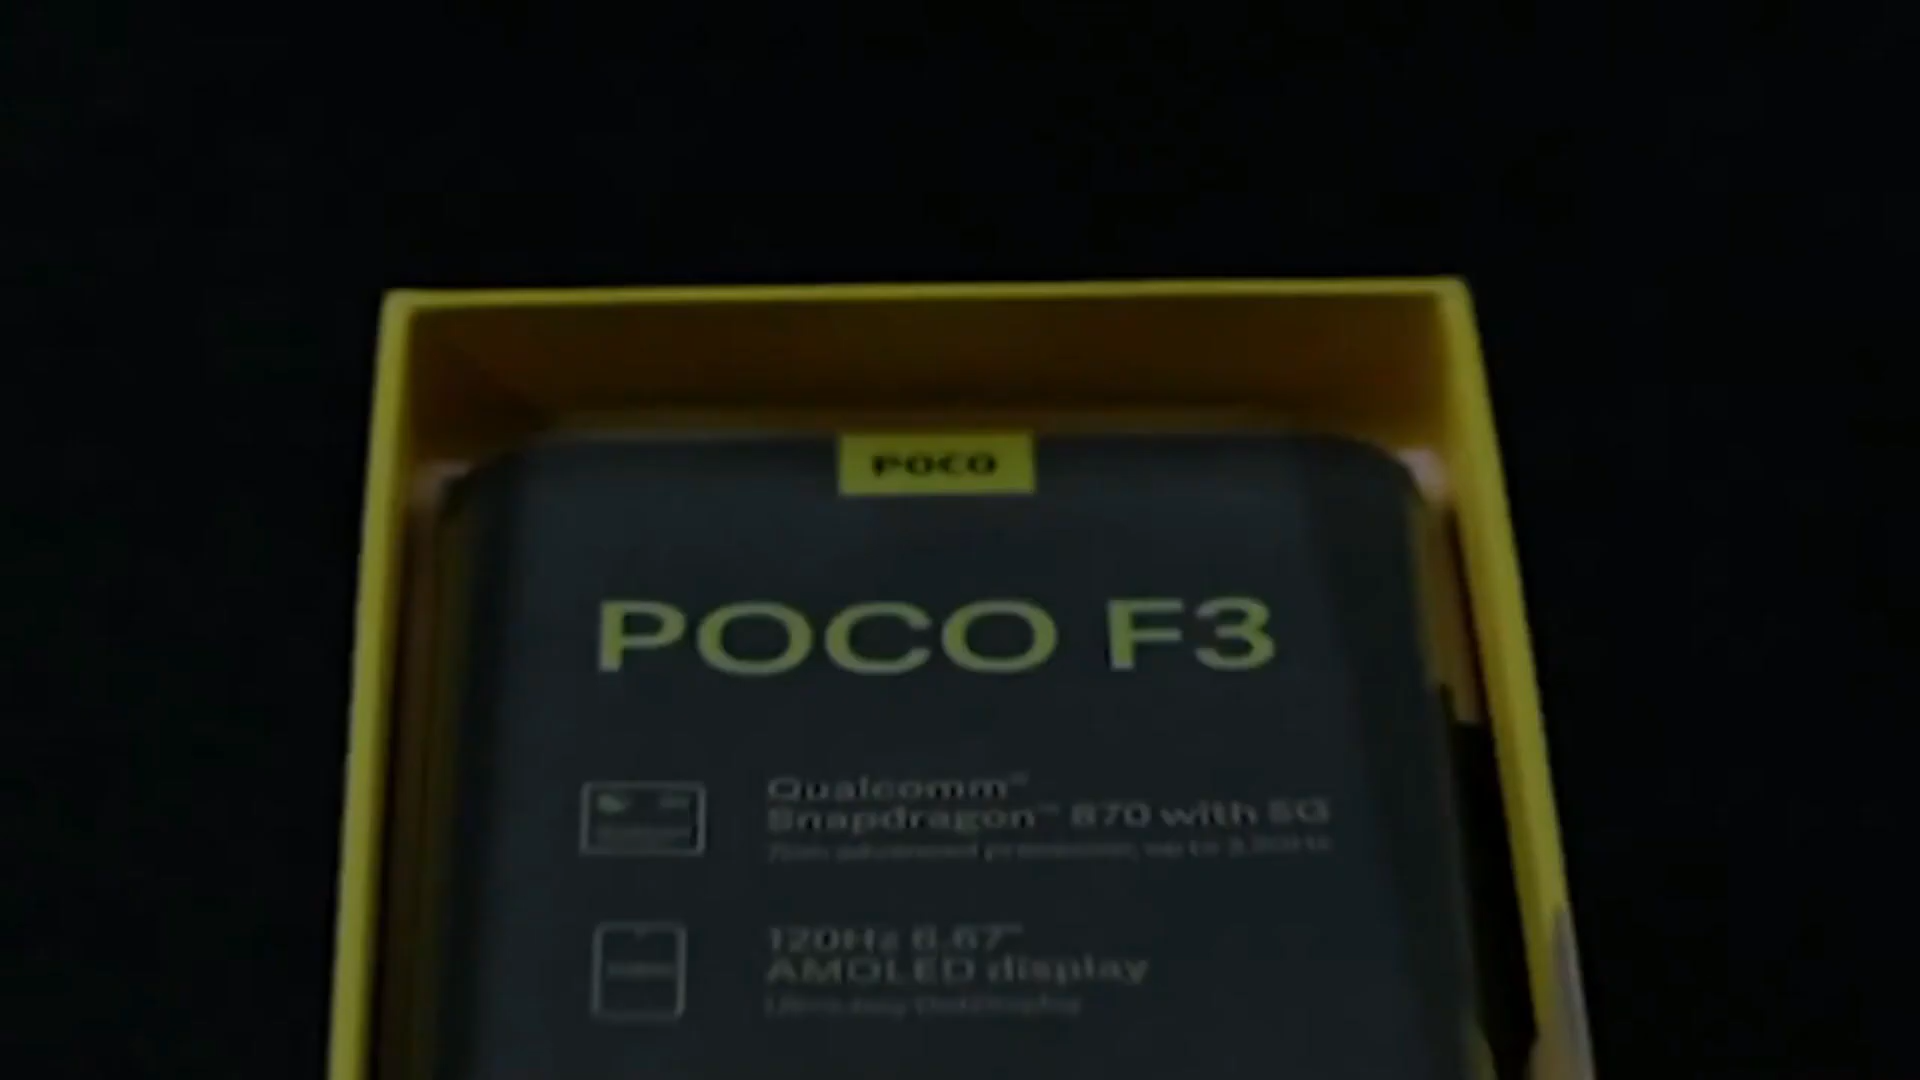 POCO
POCO F3
Qualcomm®
Snapdragon™ 870 with 5G
120Hz 6.67"
AMOLED display